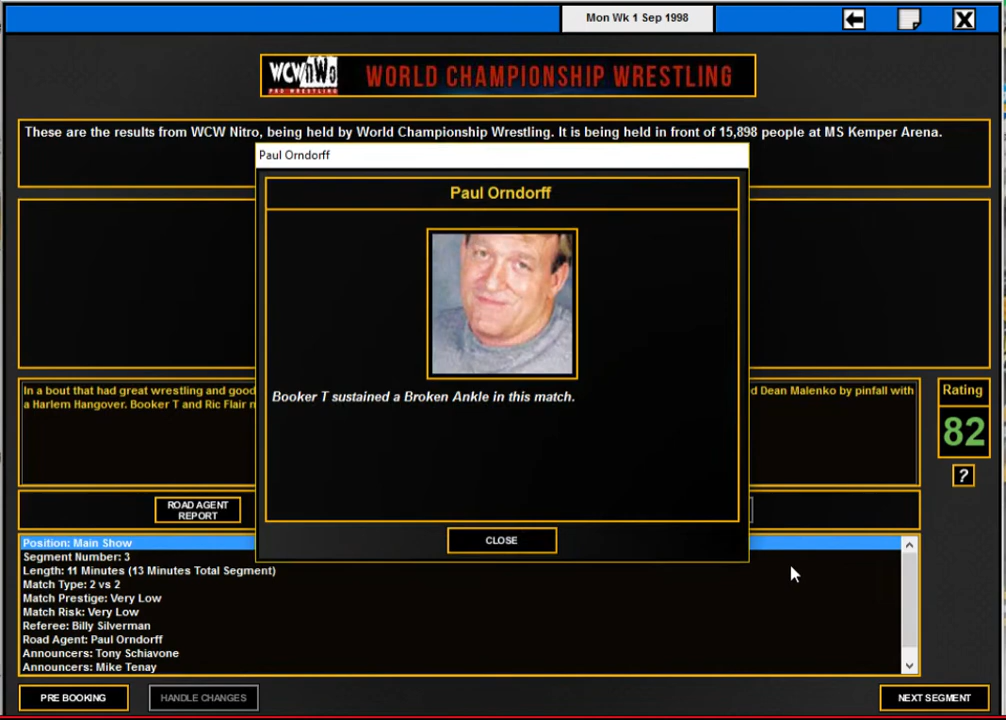 Mon Wk 1 Sep 1998
WCW nWo
PRO WRESTLING
WORLD CHAMPIONSHIP WRESTLING
These are the results from WCW Nitro, being held by World Championship Wrestling. It is being held in front of 15,898 people at MS Kemper Arena.
Paul Orndorff
Paul Orndorff
Booker T sustained a Broken Ankle in this match.
CLOSE
In a bout that had great wrestling and good
d Dean Malenko by pinfall with
a Harlem Hangover. Booker T and Ric Flair
Rating
82
?
ROAD AGENT
REPORT
Position: Main Show
Segment Number: 3
Length: 11 Minutes (13 Minutes Total Segment)
Match Type: 2 vs 2
Match Prestige: Very Low
Match Risk: Very Low
Referee: Billy Silverman
Road Agent: Paul Orndorff
Announcers: Tony Schiavone
Announcers: Mike Tenay
PRE BOOKING
HANDLE CHANGES
NEXT SEGMENT